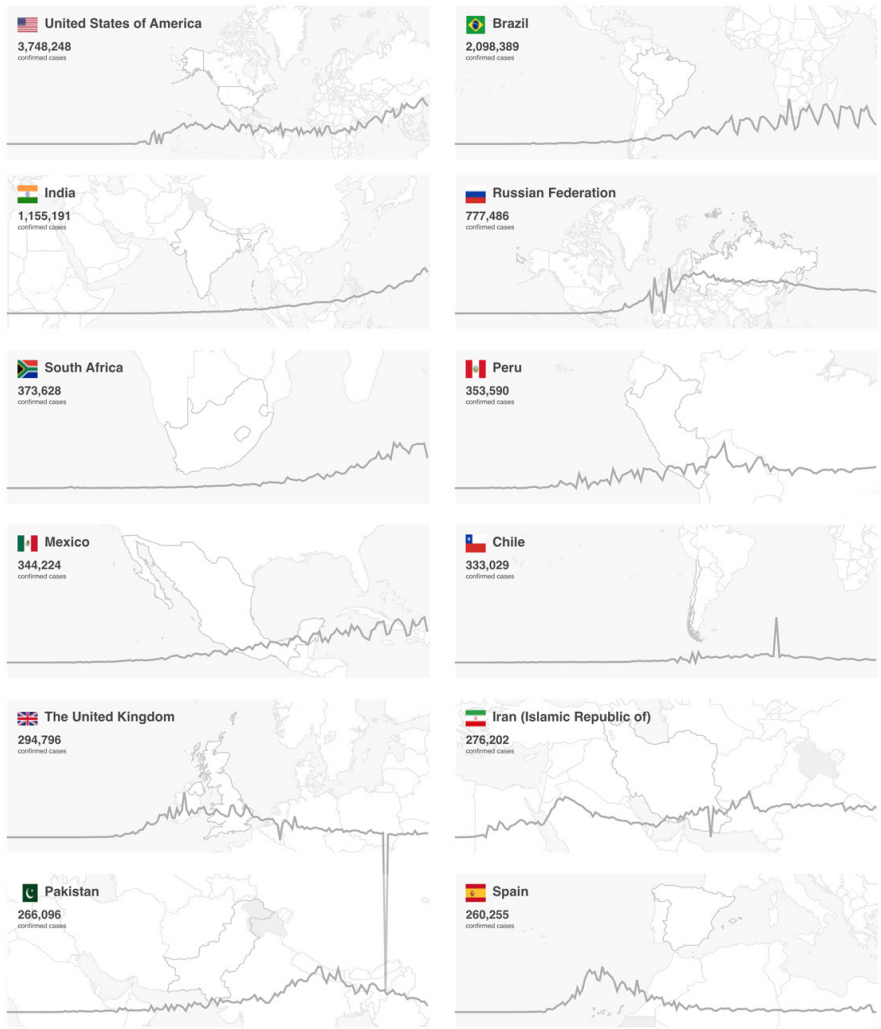 United States of America
3,748,248
confirmed cases
Brazil
2,098,389
confirmed cases
India
1,155,191
confirmed cases
Russian Federation
777,486
confirmed cases
South Africa
373,628
confirmed cases
Peru
353,590
confirmed cases
Mexico
344,224
confirmed cases
Chile
333,029
confirmed cases
The United Kingdom
294,796
confirmed cases
Iran (Islamic Republic of)
276,202
confirmed cases
Pakistan
266,096
confirmed cases
Spain
260,255
confirmed cases